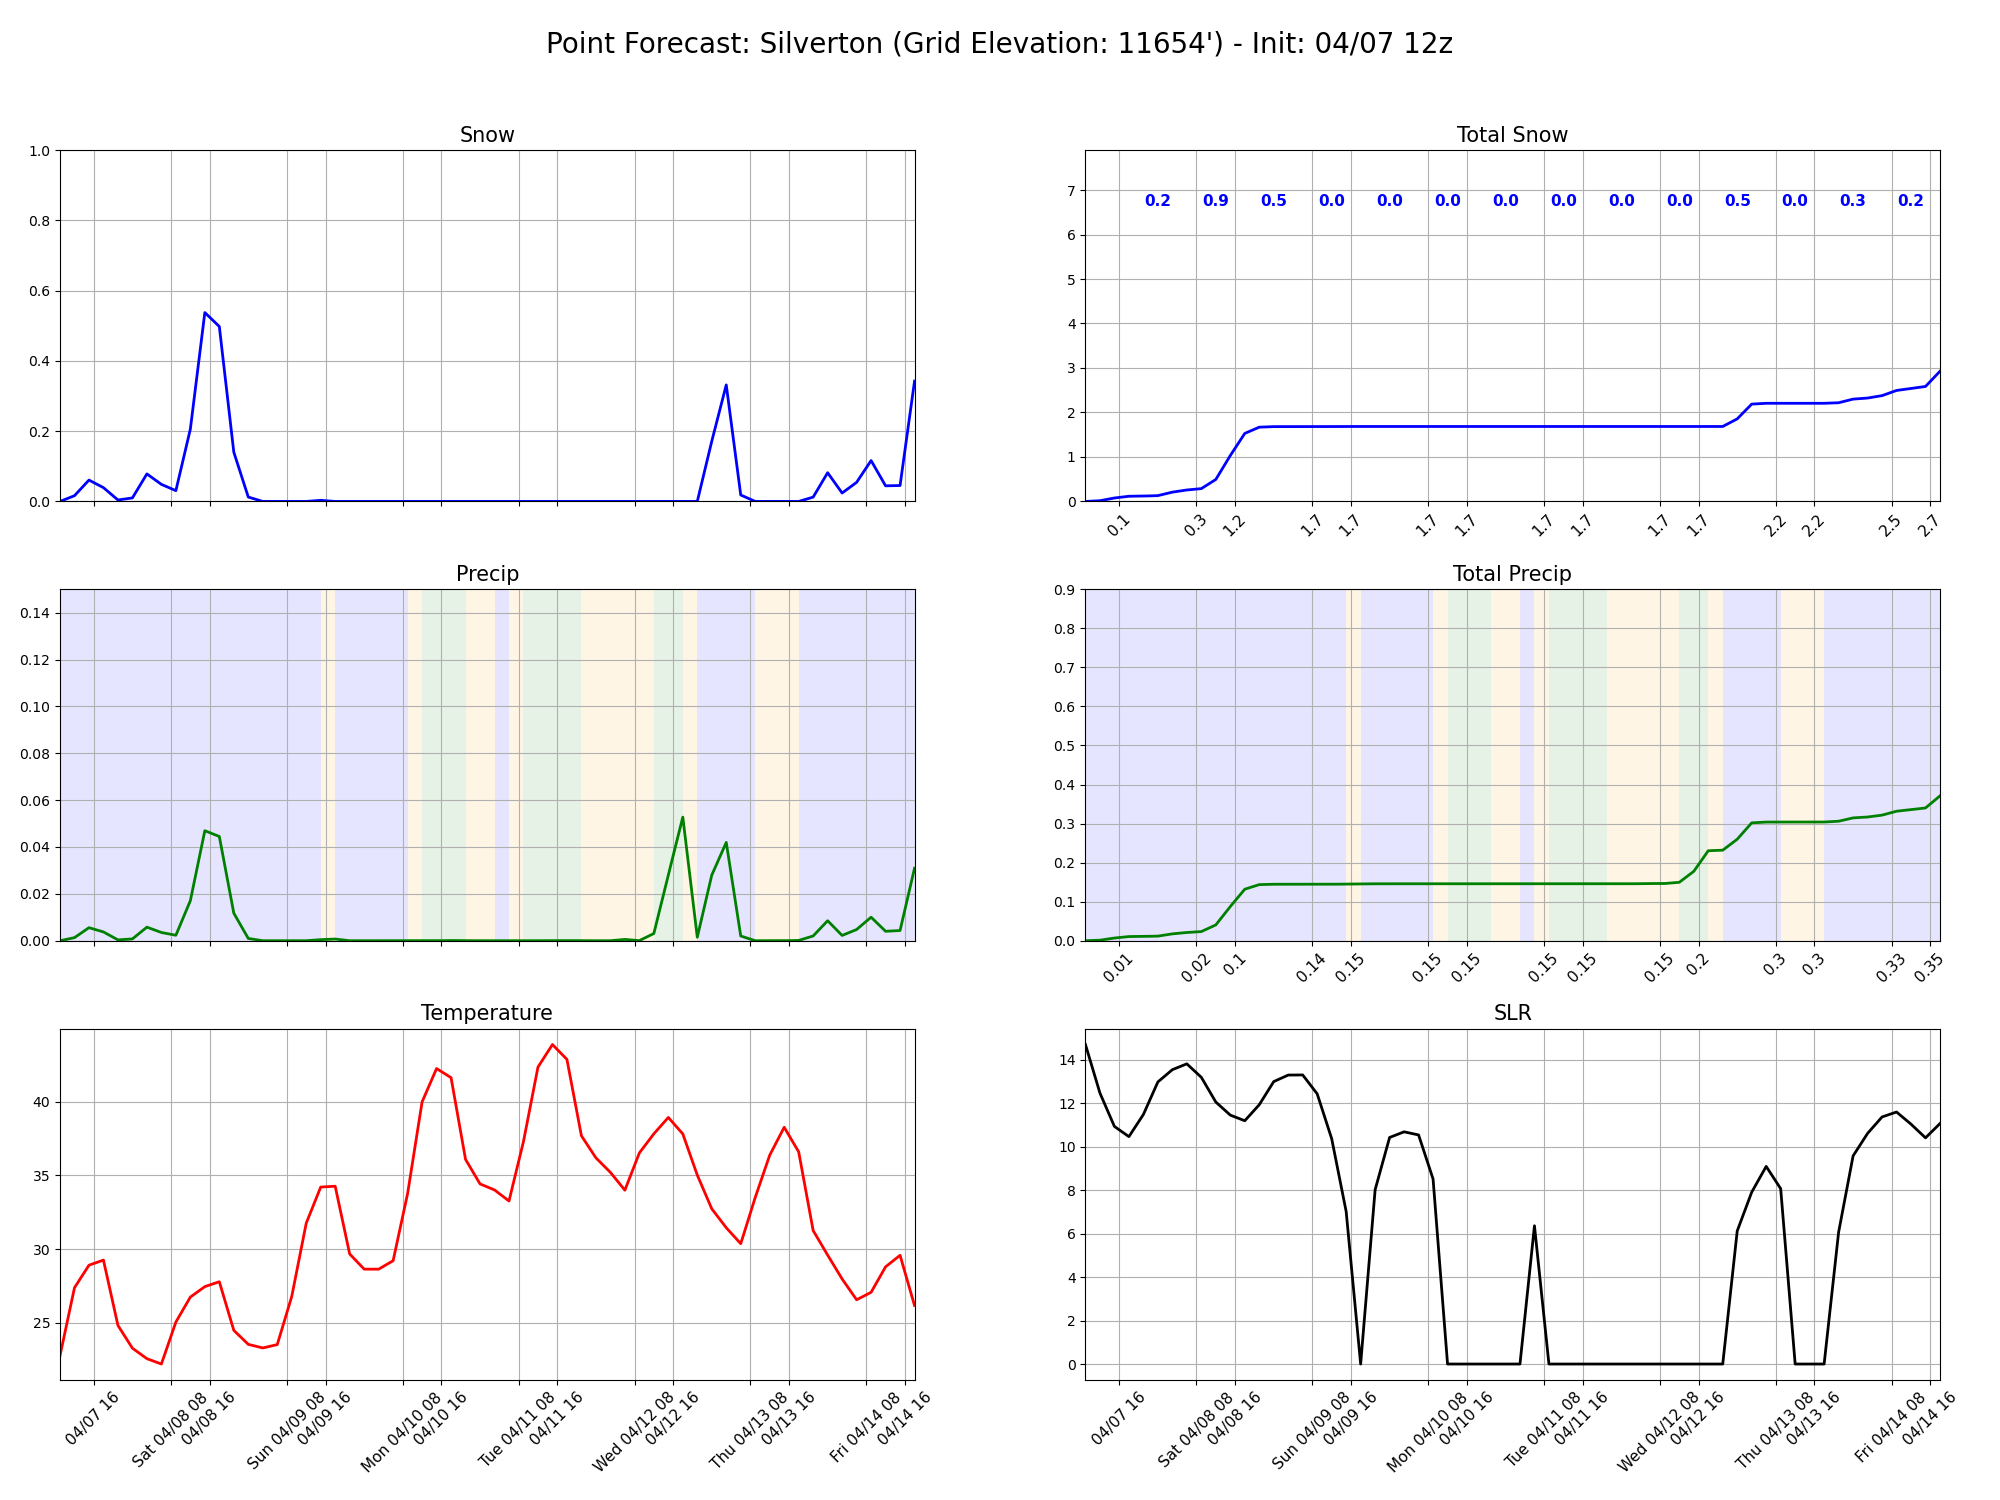 Point Forecast: Silverton (Grid Elevation: 11654') - Init: 04/07 12z
Snow
1.0
0.8
0.6
0.4
0.2
0.0
Total Snow
7
6
5
4
3
2
1
0
0.2 0.9 0.5 0.0 0.0 0.0 0.0 0.0 0.0 0.0 0.5 0.0 0.3 0.2
0.1 0.3 1.2 1.7 1.7 1.7 1.7 1.7 1.7 1.7 1.7 2.2 2.2 2.5 2.7
Precip
0.14
0.12
0.10
0.08
0.06
0.04
0.02
0.00
Total Precip
0.9
0.8
0.7
0.6
0.5
0.4
0.3
0.2
0.1
0.0
0.01 0.02 0.1 0.14 0.15 0.15 0.15 0.15 0.15 0.15 0.2 0.3 0.3 0.33 0.35
Temperature
40
35
30
25
04/07 16
Sat 04/08 08
04/08 16
Sun 04/09 08
04/09 16
Mon 04/10 08
04/10 16
Tue 04/11 08
04/11 16
Wed 04/12 08
04/12 16
Thu 04/13 08
04/13 16
Fri 04/14 08
04/14 16
SLR
14
12
10
8
6
4
2
0
04/07 16
Sat 04/08 08
04/08 16
Sun 04/09 08
04/09 16
Mon 04/10 08
04/10 16
Tue 04/11 08
04/11 16
Wed 04/12 08
04/12 16
Thu 04/13 08
04/13 16
Fri 04/14 08
04/14 16